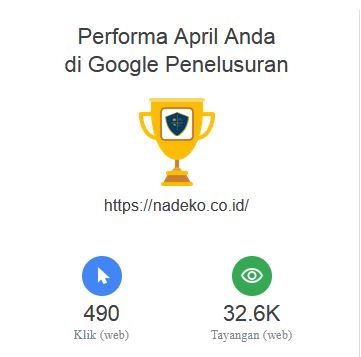 Performa April Anda
di Google Penelusuran
https://nadeko.co.id/
490
32.6K
Klik (web)
Tayangan (web)